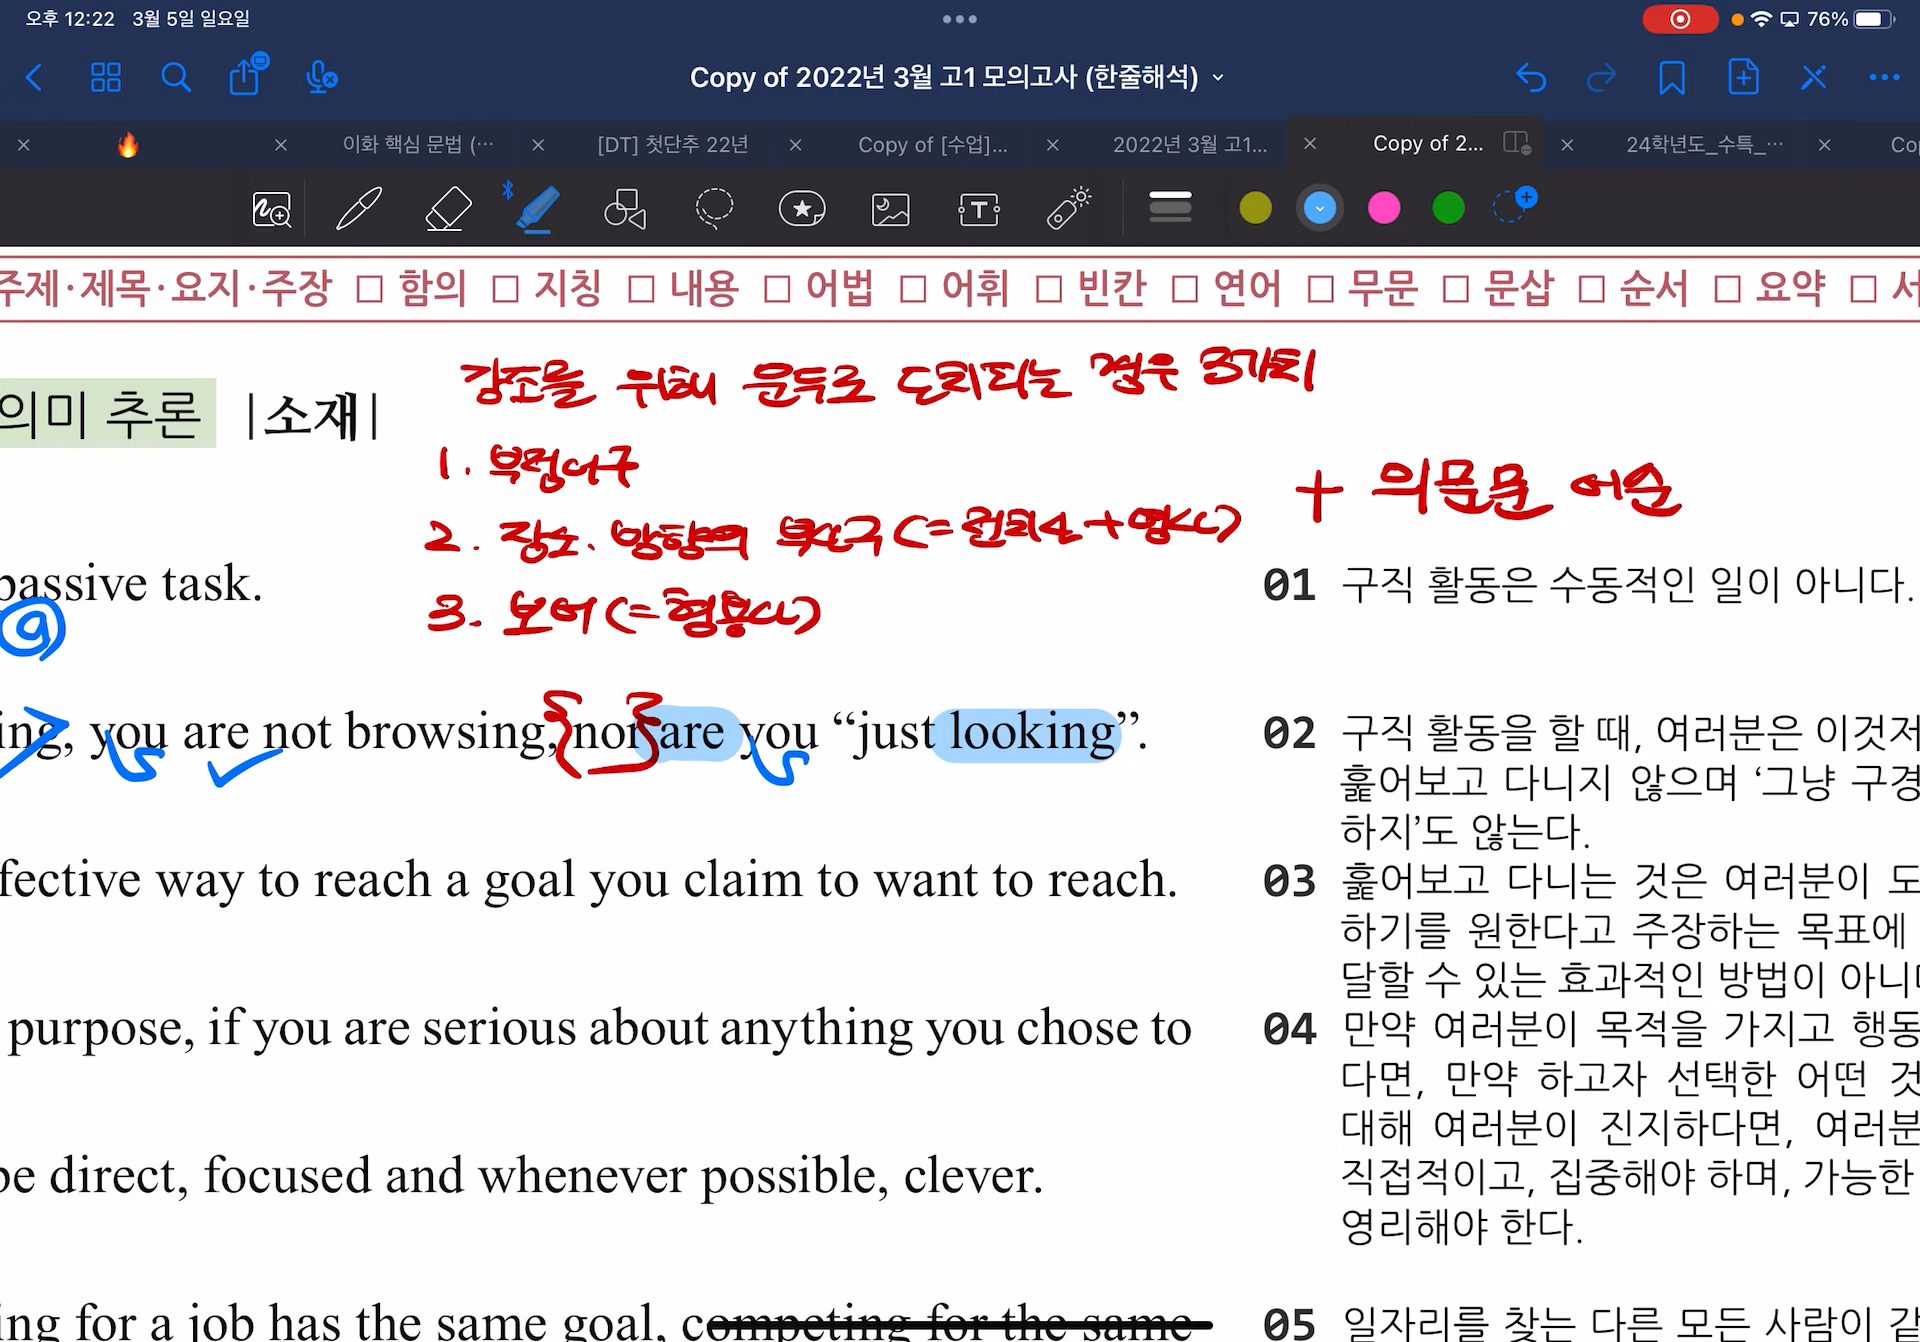 오후 12:22 3월 5일 일요일
76%
Copy of 2022년 3월 고1 모의고사 (한줄해석)
이화 핵심 문법 (…
[DT] 첫단추 22년
Copy of [수업]...
2022년 3월 고1...
Copy of 2...
24학년도_수특_…
Co
주제·제목·요지·주장 □ 함의 □ 지칭 □ 내용 □ 어법 □ 어휘 □ 빈칸 □ 연어 □ 무문 □ 문삽 □ 순서 □ 요약 □ 서
강조를 위해 문두로 도치되는 경우 3가지
의미 추론 |소재|
1. 부정어구
+ 의문문 어순
2. 장소, 방향의 부사구 (= 전치사 + 명사)
3. 보어 (= 형용사)
passive task.
ing, you are not browsing, nor are you “just looking”.
fective way to reach a goal you claim to want to reach.
purpose, if you are serious about anything you chose to
be direct, focused and whenever possible, clever.
ing for a job has the same goal, competing for the same
01 구직 활동은 수동적인 일이 아니다.
02 구직 활동을 할 때, 여러분은 이것저
훑어보고 다니지 않으며 ‘그냥 구경
하지’도 않는다.
03 훑어보고 다니는 것은 여러분이 도
하기를 원한다고 주장하는 목표에
달할 수 있는 효과적인 방법이 아니
04 만약 여러분이 목적을 가지고 행동
다면, 만약 하고자 선택한 어떤 것
대해 여러분이 진지하다면, 여러분
직접적이고, 집중해야 하며, 가능한
영리해야 한다.
05 일자리를 찾는 다른 모든 사람이 같